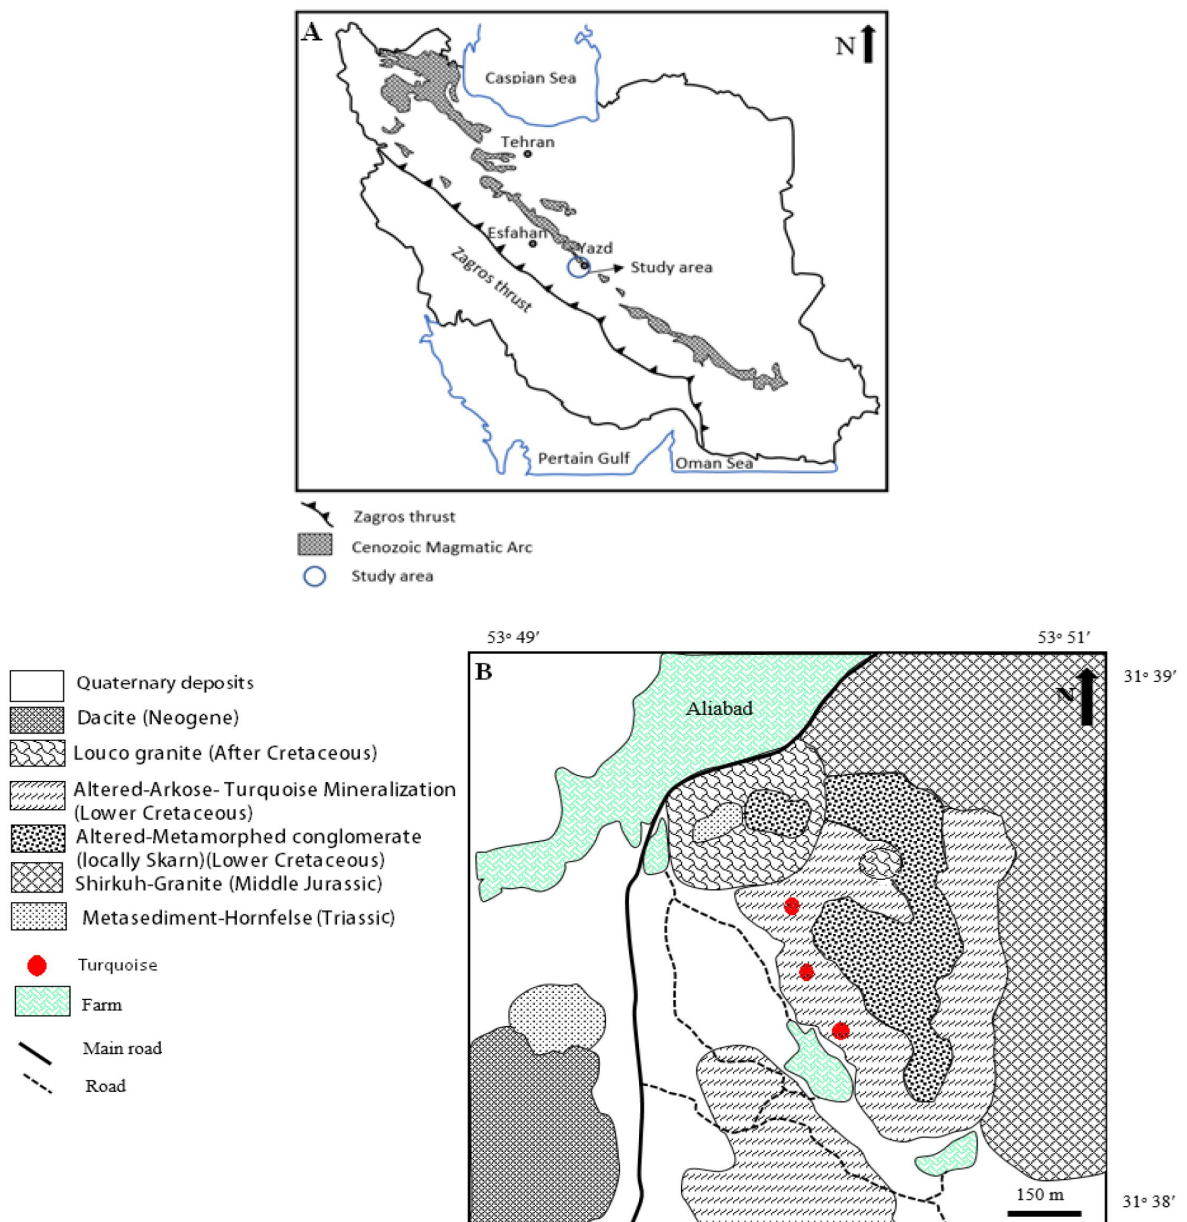 A
N
Caspian Sea
Tehran
Esfahan
Yazd
Study area
Zagros thrust
Pertain Gulf
Oman Sea
Zagros thrust
Cenozoic Magmatic Arc
Study area
53° 49′
53° 51′
B
Aliabad
N
31° 39′
31° 38′
150 m
Quaternary deposits
Dacite (Neogene)
Louco granite (After Cretaceous)
Altered-Arkose- Turquoise Mineralization
(Lower Cretaceous)
Altered-Metamorphed conglomerate
(locally Skarn)(Lower Cretaceous)
Shirkuh-Granite (Middle Jurassic)
Metasediment-Hornfelse (Triassic)
Turquoise
Farm
Main road
Road